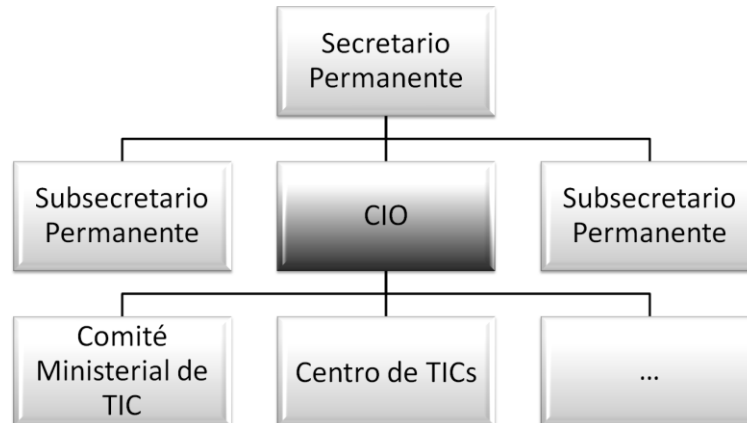 Secretario
Permanente
Subsecretario
Permanente
CIO
Subsecretario
Permanente
Comité
Ministerial de
TIC
Centro de TICs
...